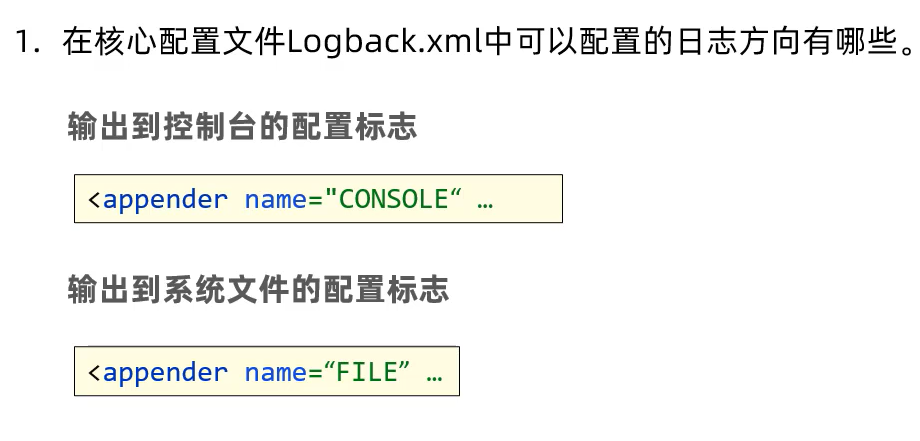 1. 在核心配置文件Logback.xml中可以配置的日志方向有哪些。
输出到控制台的配置标志
<appender name="CONSOLE“ …
输出到系统文件的配置标志
<appender name=“FILE” …